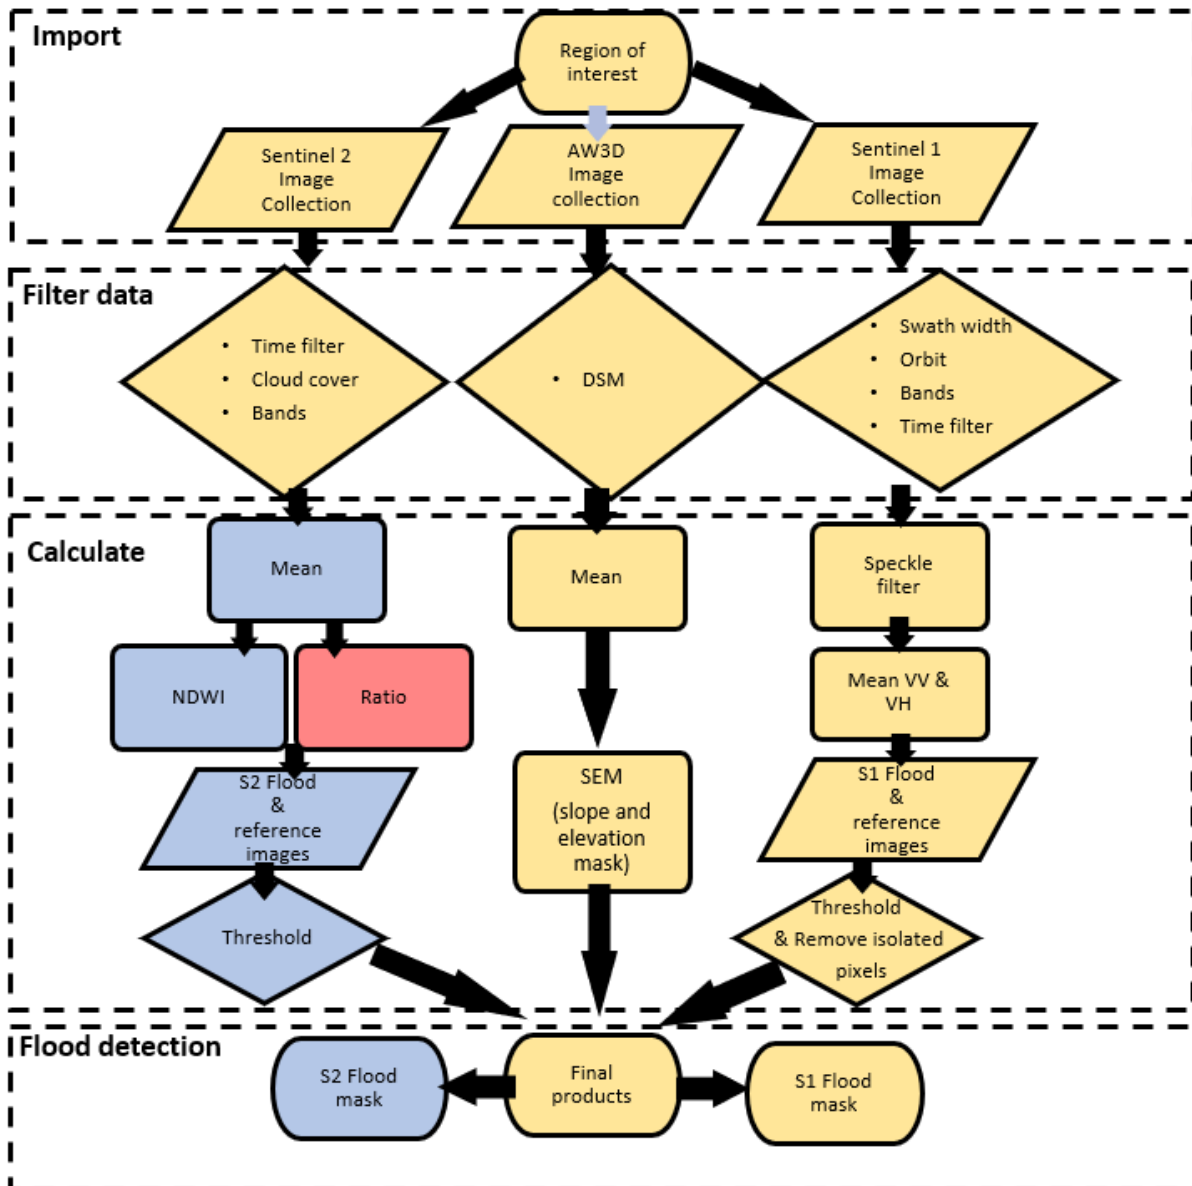 Import
Region of
interest
Sentinel 2
Image
Collection
AW3D
Image
collection
Sentinel 1
Image
Collection
Filter data
• Time filter
• Cloud cover
• Bands
• DSM
• Swath width
• Orbit
• Bands
• Time filter
Calculate
Mean
Mean
Speckle
filter
NDWI
Ratio
Mean VV &
VH
S2 Flood
&
reference
images
SEM
(slope and
elevation
mask)
S1 Flood
&
reference
images
Threshold
Threshold
& Remove isolated
pixels
Flood detection
S2 Flood
mask
Final
products
S1 Flood
mask